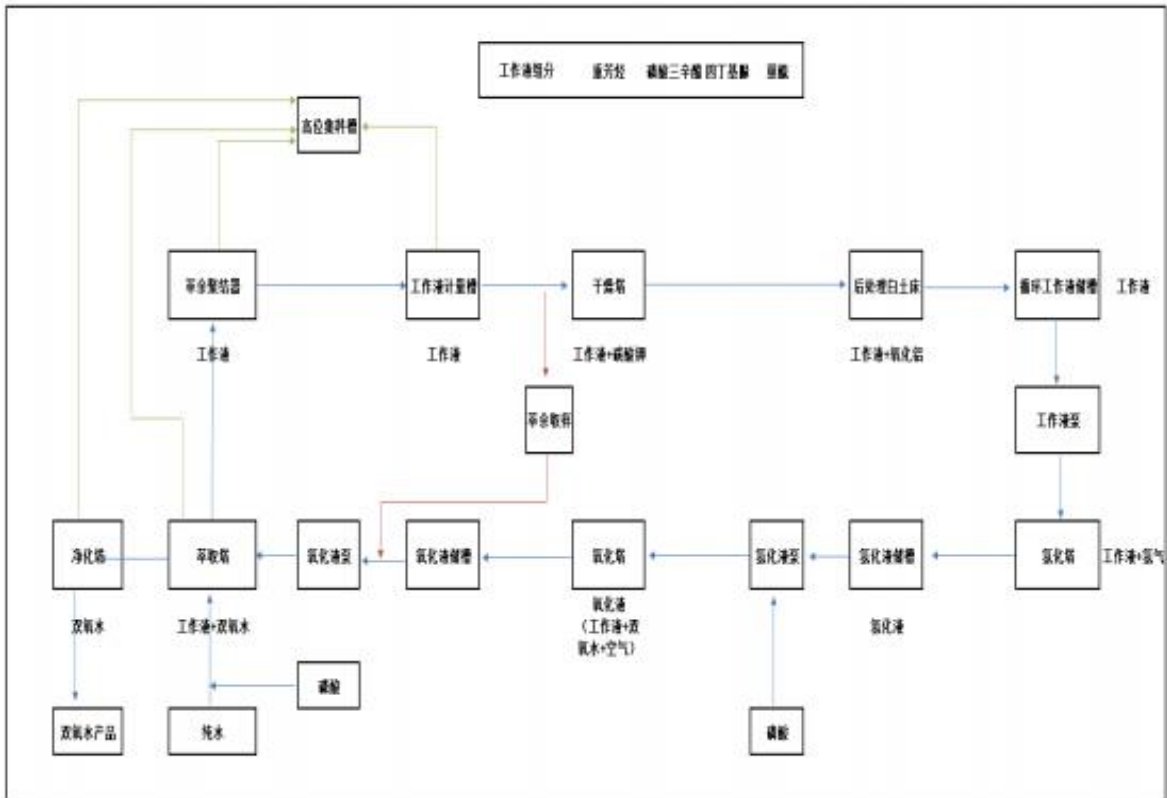 工作液组分 重芳烃 磷酸三辛酯 四丁基脲 蒽醌
高位集料槽
萃余聚结器
工作液计量槽
干燥塔
后处理白土床
循环工作液储槽 工作液
工作液
工作液
工作液+碳酸钾
工作液+氧化铝
萃余取样
工作液泵
净化塔
萃取塔
氧化液泵
氧化液储槽
氧化塔
氢化液泵
氢化液储槽
氢化塔 工作液+氢气
双氧水
工作液+双氧水
氧化液
（工作液+双
氧水+空气）
氢化液
磷酸
双氧水产品
纯水
磷酸